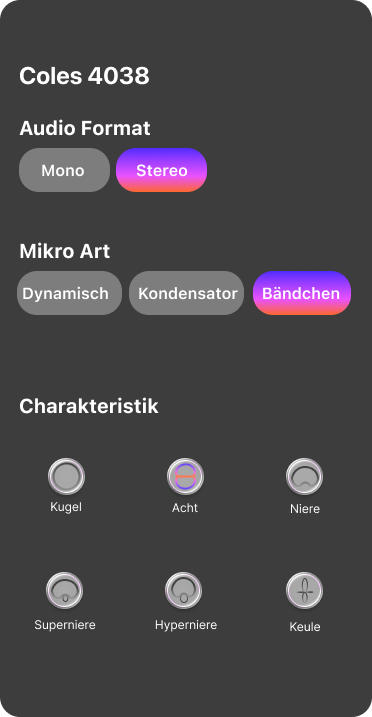 Coles 4038
Audio Format
Mono Stereo
Mikro Art
Dynamisch Kondensator Bändchen
Charakteristik
Kugel Acht Niere
Superniere Hyperniere Keule